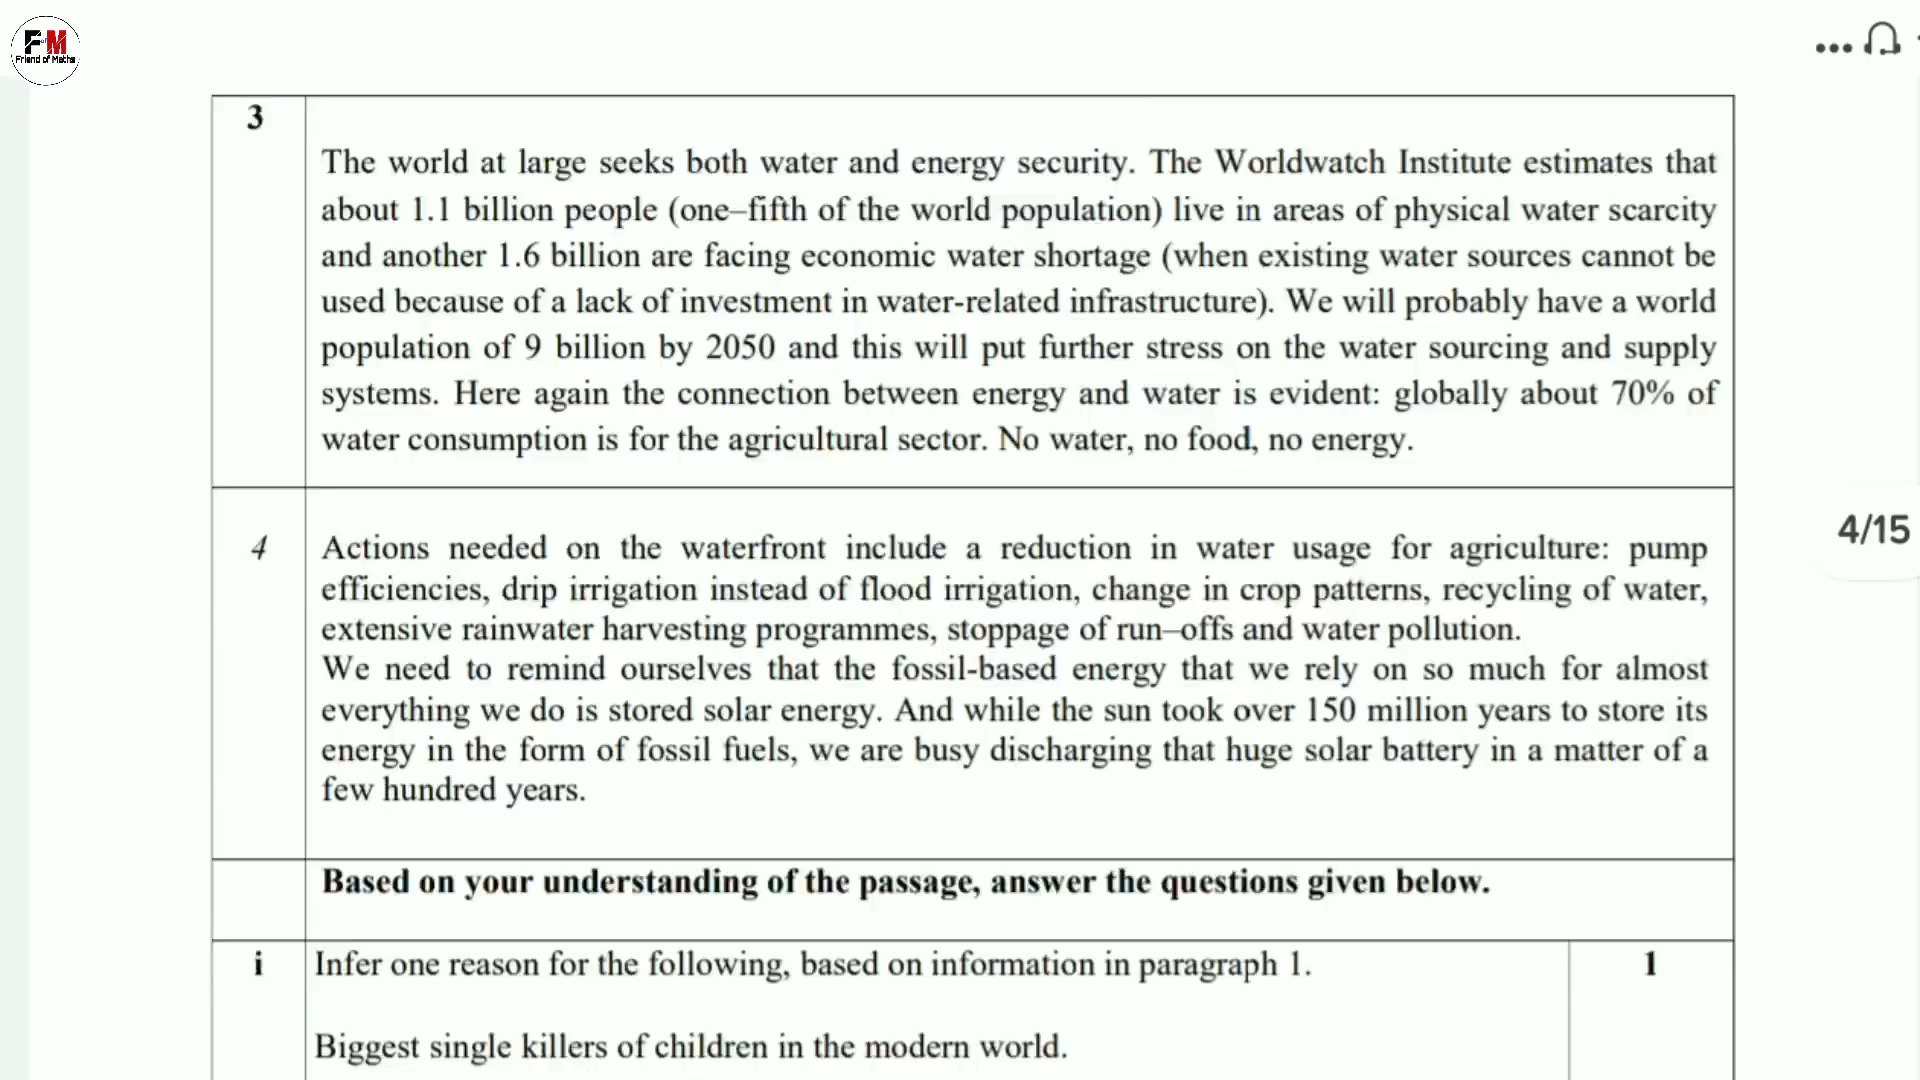 FM
Friend of Maths
3
The world at large seeks both water and energy security. The Worldwatch Institute estimates that
about 1.1 billion people (one–fifth of the world population) live in areas of physical water scarcity
and another 1.6 billion are facing economic water shortage (when existing water sources cannot be
used because of a lack of investment in water-related infrastructure). We will probably have a world
population of 9 billion by 2050 and this will put further stress on the water sourcing and supply
systems. Here again the connection between energy and water is evident: globally about 70% of
water consumption is for the agricultural sector. No water, no food, no energy.
4
Actions needed on the waterfront include a reduction in water usage for agriculture: pump
efficiencies, drip irrigation instead of flood irrigation, change in crop patterns, recycling of water,
extensive rainwater harvesting programmes, stoppage of run–offs and water pollution.
We need to remind ourselves that the fossil-based energy that we rely on so much for almost
everything we do is stored solar energy. And while the sun took over 150 million years to store its
energy in the form of fossil fuels, we are busy discharging that huge solar battery in a matter of a
few hundred years.
4/15
Based on your understanding of the passage, answer the questions given below.
i Infer one reason for the following, based on information in paragraph 1. 1
Biggest single killers of children in the modern world.